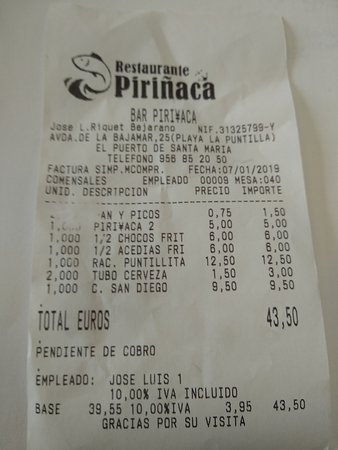 Restaurante
Piriñaca
BAR PIRI¥ACA
Jose L.Riquet Bejarano NIF.31325799-Y
AVDA.DE LA BAJAMAR,25(PLAYA LA PUNTILLA)
EL PUERTO DE SANTA MARIA
TELEFONO 956 85 20 50
FACTURA SIMP.MCOMPR. FECHA:07/01/2019
COMENSALES EMPLEADO 00009 MESA:040
UNID. DESCRIPCION PRECIO IMPORTE
AN Y PICOS 0,75 1,50
1,000 PIRI¥ACA 2 5,00 5,00
1,000 1/2 CHOCOS FRIT 6,00 6,00
1,000 1/2 ACEDIAS FRI 6,00 6,00
1,000 RAC. PUNTILLITA 12,50 12,50
2,000 TUBO CERVEZA 1,50 3,00
1,000 C. SAN DIEGO 9,50 9,50
TOTAL EUROS 43,50
PENDIENTE DE COBRO
EMPLEADO: JOSE LUIS 1
10,00% IVA INCLUIDO
BASE 39,55 10,00%IVA 3,95 43,50
GRACIAS POR SU VISITA